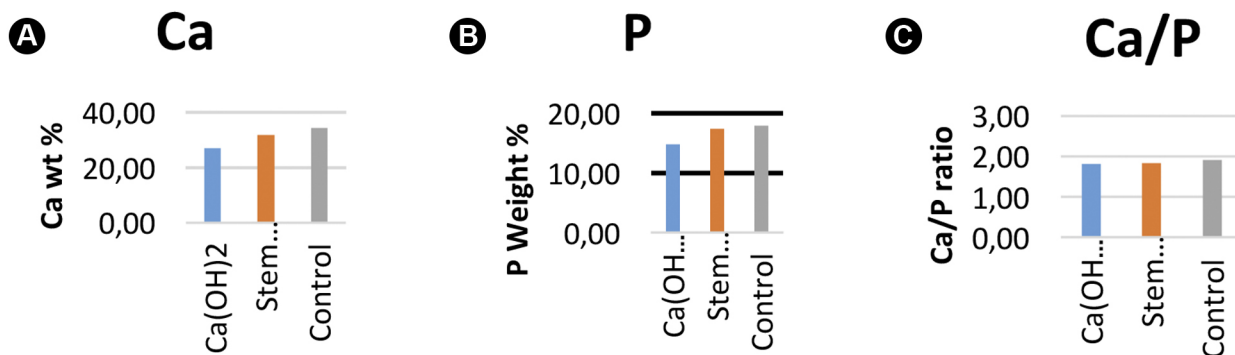 A
Ca
Ca wt %
40,00
20,00
0,00
Ca(OH)2
Stem...
Control
B
P
P Weight %
20,00
10,00
0,00
Ca(OH...
Stem...
Control
C
Ca/P
Ca/P ratio
3,00
2,00
1,00
0,00
Ca(OH...
Stem...
Control